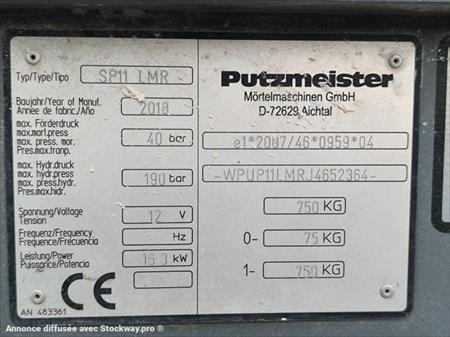 Typ/Type/Tipo SP11 LMR
Baujahr/Year of Manuf.
Année de fabric./Año 2018
max. Förderdruck
max.mort.press
max. press. mor.
Pres.max.tranp. 40 bar
max. Hydr.druck
max. hydr.press
max. press.hydr.
Pres.max. hidr. 190 bar
Spannung/Voltage
Tension 12 V
Frequenz/Frequency
Fréquence/Frecuencia Hz
Leistung/Power
Puissance/Potencia 15.3 kW
CE
AN 483361
Putzmeister
Mörtelmaschinen GmbH
D-72629 Aichtal
e1*2007/46*0959*04
-WPUP11LMRJ4652364-
750 KG
0- 75 KG
1- 750 KG
Annonce diffusée avec Stockway.pro ®